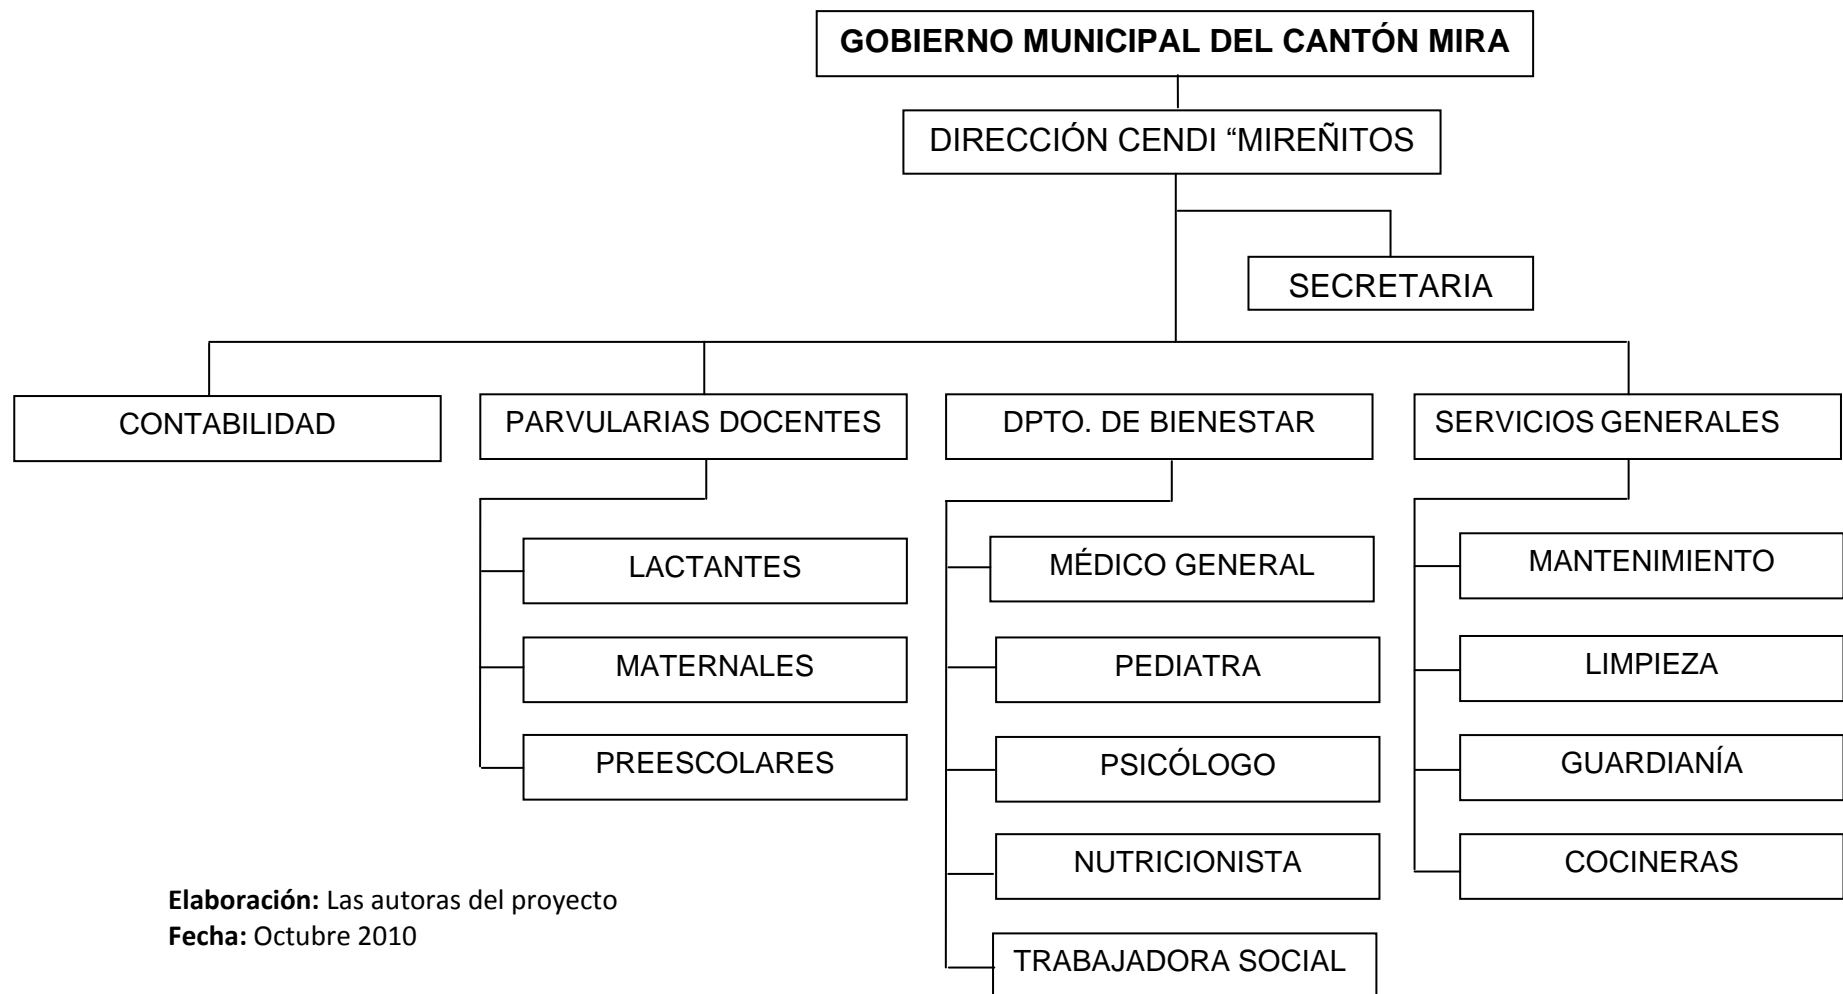 GOBIERNO MUNICIPAL DEL CANTÓN MIRA
DIRECCIÓN CENDI “MIREÑITOS
SECRETARIA
CONTABILIDAD
PARVULARIAS DOCENTES
DPTO. DE BIENESTAR
SERVICIOS GENERALES
LACTANTES
MATERNALES
PREESCOLARES
MÉDICO GENERAL
PEDIATRA
PSICÓLOGO
NUTRICIONISTA
TRABAJADORA SOCIAL
MANTENIMIENTO
LIMPIEZA
GUARDIANÍA
COCINERAS
Elaboración: Las autoras del proyecto
Fecha: Octubre 2010